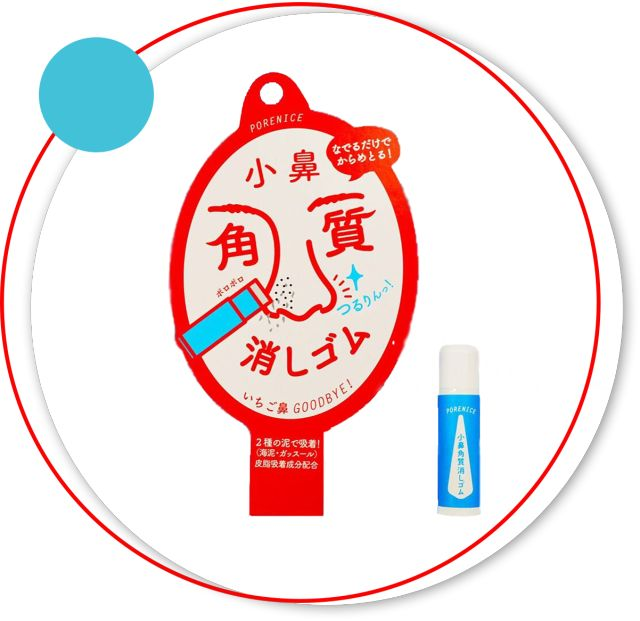 PORENICE
なでるだけで
からめとる!
小鼻
角質
ポロポロ
つるりんっ!
消しゴム
いちご鼻 GOODBYE!
2種の泥で吸着!
(海泥・ガッスール)
皮脂吸着成分配合
PORENICE
小鼻角質消しゴム